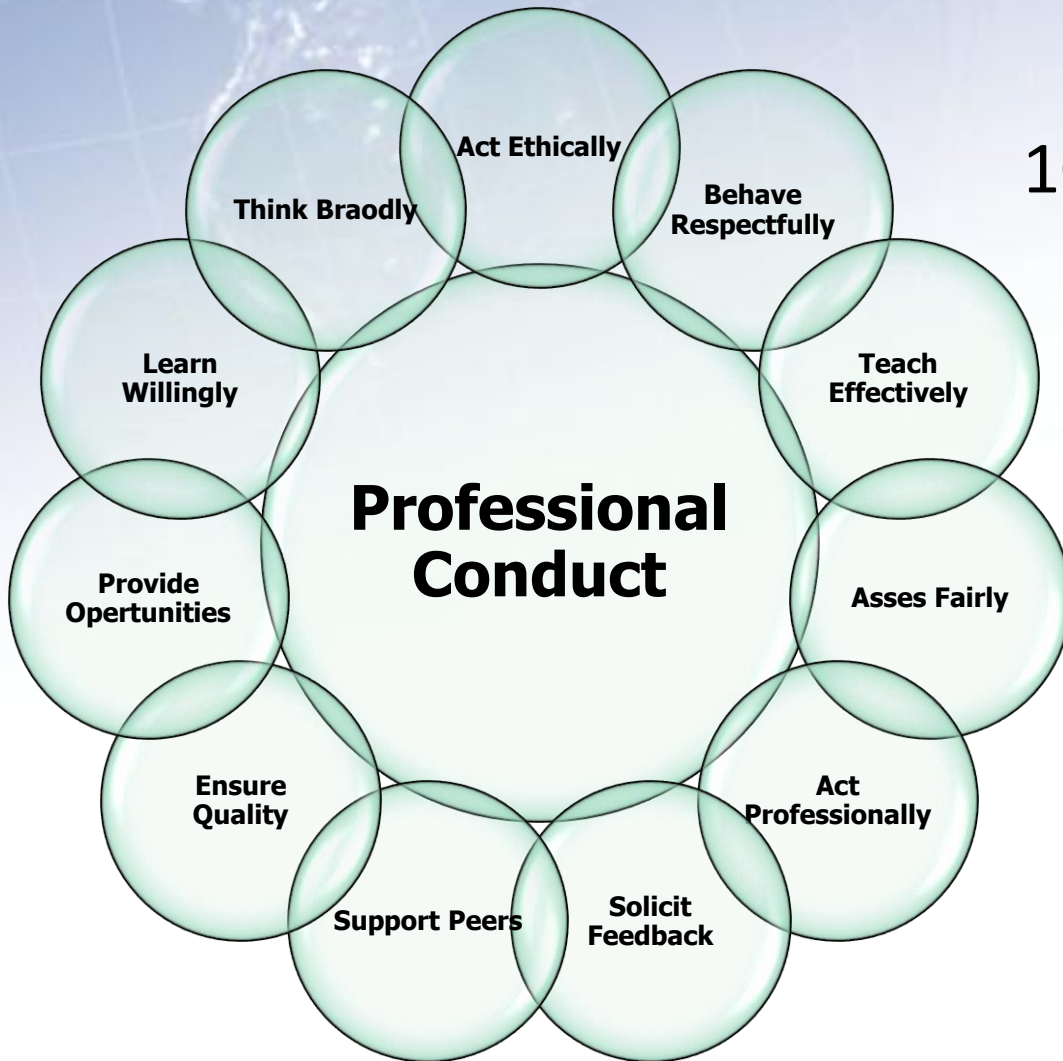 Act Ethically
Behave
Respectfully
Teach
Effectively
Asses Fairly
Act
Professionally
Solicit
Feedback
Support Peers
Ensure
Quality
Provide
Opertunities
Learn
Willingly
Think Braodly
Professional
Conduct